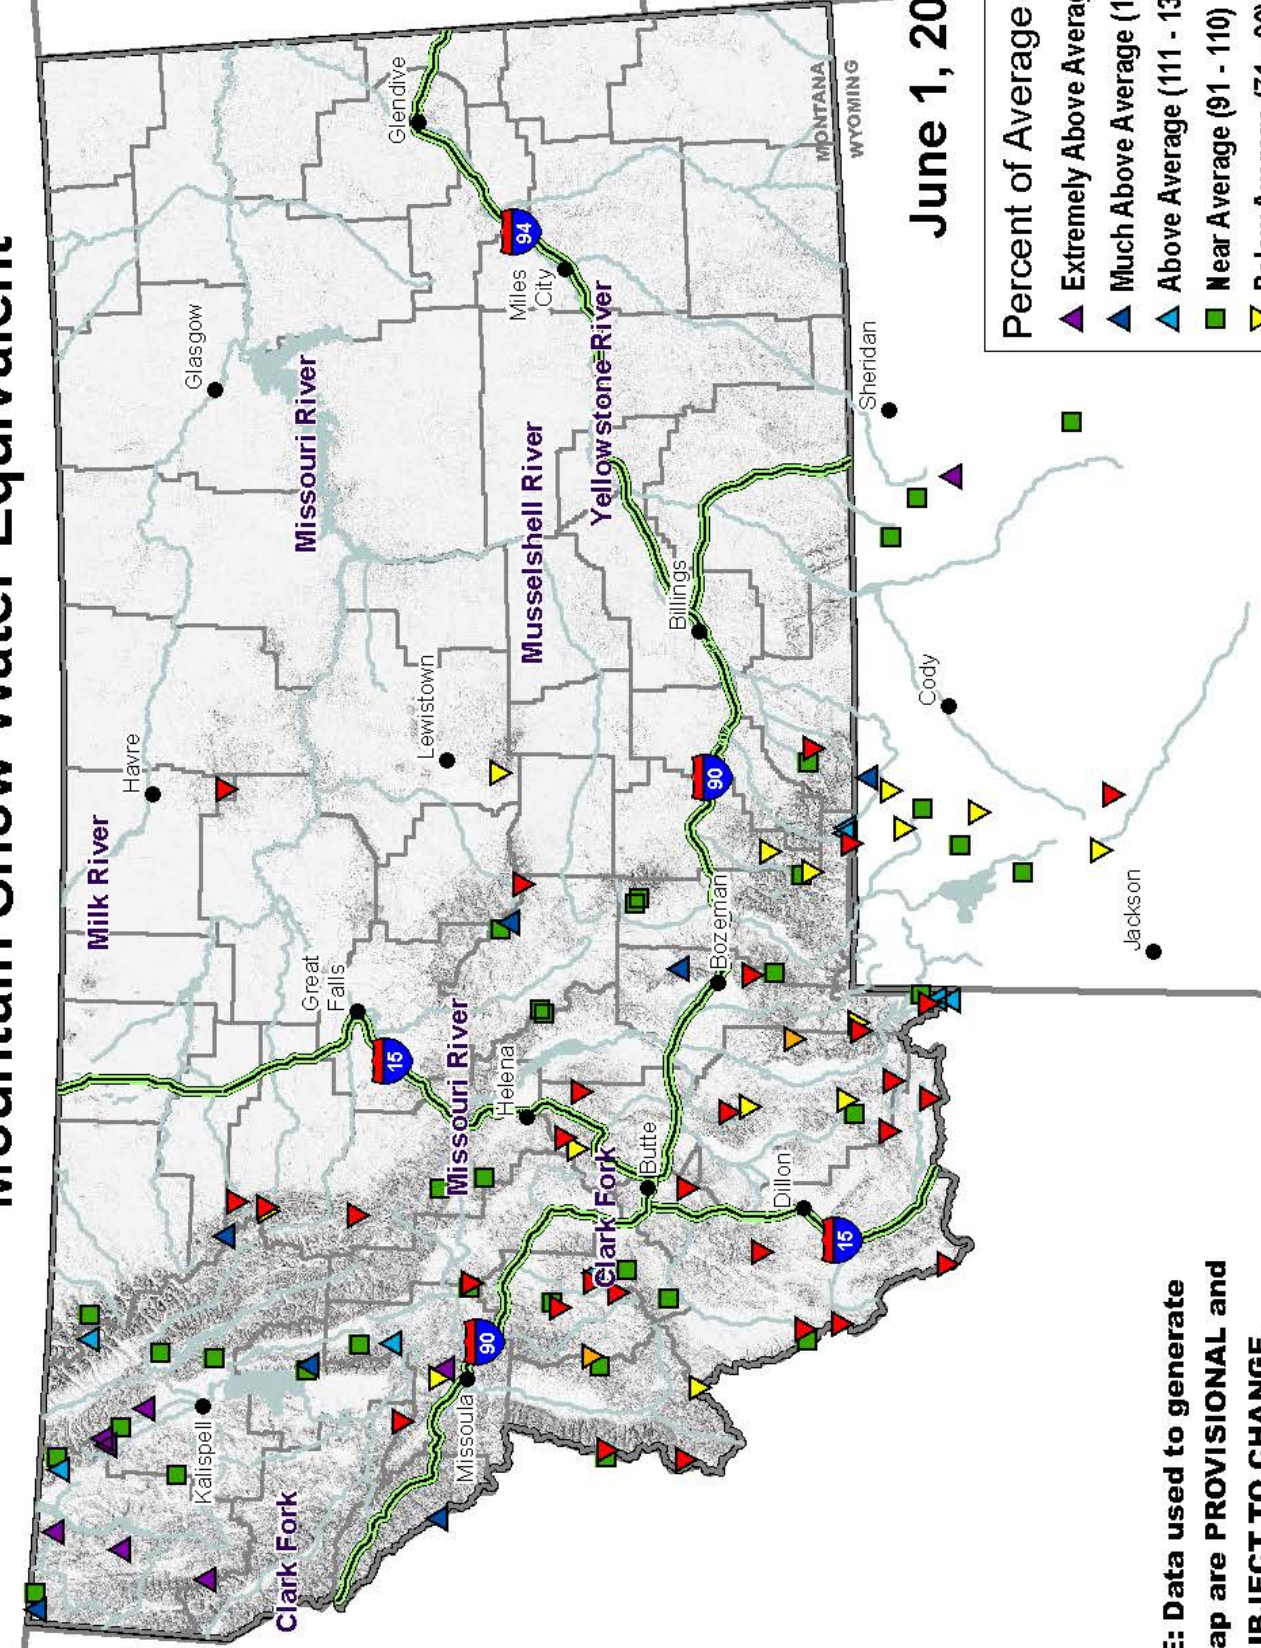 Mountain Snow Water Equivalent
Milk River
Havre
Glasgow
Kalispell
Great
Falls
Missouri River
Glendive
Clark Fork
15
Lewistown
94
Miles
City
Missouri River
Helena
Musselshell River
Missoula
90
Yellowstone River
Clark Fork
Butte
Billings
Bozeman
90
Dillon
15
MONTANA
WYOMING
Sheridan
Cody
Jackson
June 1, 20
Percent of Average
Extremely Above Averag
Much Above Average (1
Above Average (111 - 13
Near Average (91 - 110)
: Data used to generate
ap are PROVISIONAL and
BJECT TO CHANGE